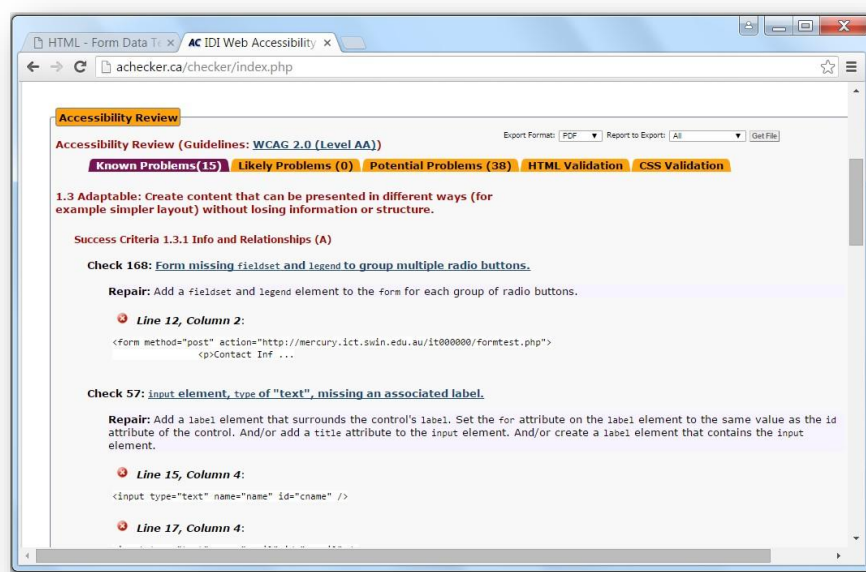 HTML - Form Data Te
AC IDI Web Accessibility
achecker.ca/checker/index.php
Accessibility Review
Export Format: PDF Report to Export: All Get File
Accessibility Review (Guidelines: WCAG 2.0 (Level AA))
Known Problems(15) Likely Problems (0) Potential Problems (38) HTML Validation CSS Validation
1.3 Adaptable: Create content that can be presented in different ways (for
example simpler layout) without losing information or structure.
Success Criteria 1.3.1 Info and Relationships (A)
Check 168: Form missing fieldset and legend to group multiple radio buttons.
Repair: Add a fieldset and legend element to the form for each group of radio buttons.
Line 12, Column 2:
<form method="post" action="http://mercury.ict.swin.edu.au/it000000/formtest.php">
<p>Contact Inf ...
Check 57: input element, type of "text", missing an associated label.
Repair: Add a label element that surrounds the control's label. Set the for attribute on the label element to the same value as the id
attribute of the control. And/or add a title attribute to the input element. And/or create a label element that contains the input
element.
Line 15, Column 4:
<input type="text" name="name" id="cname" />
Line 17, Column 4: